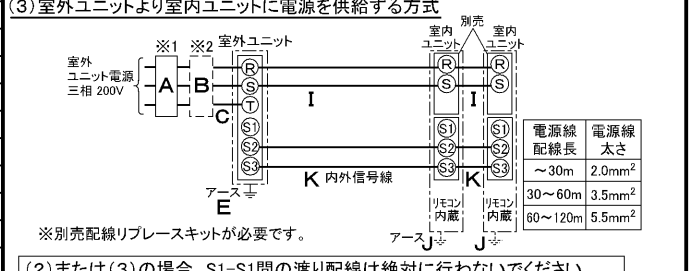 (3)室外ユニットより室内ユニットに電源を供給する方式
別売
※1 ※2 室外ユニット
室内ユニット 室内ユニット
室外
ユニット電源
三相 200V
A B C
R S T S1 S2 S3
I
R S S1 S2 S3
I
R S S1 S2 S3
K 内外信号線
K
アース
E
リモコン内蔵 リモコン内蔵
アース J J
電源線配線長 電源線太さ
~30m 2.0mm²
30~60m 3.5mm²
60~120m 5.5mm²
※別売配線リプレースキットが必要です。
(2)または(3)の場合、S1-S1間の渡り配線は絶対に行わないでください